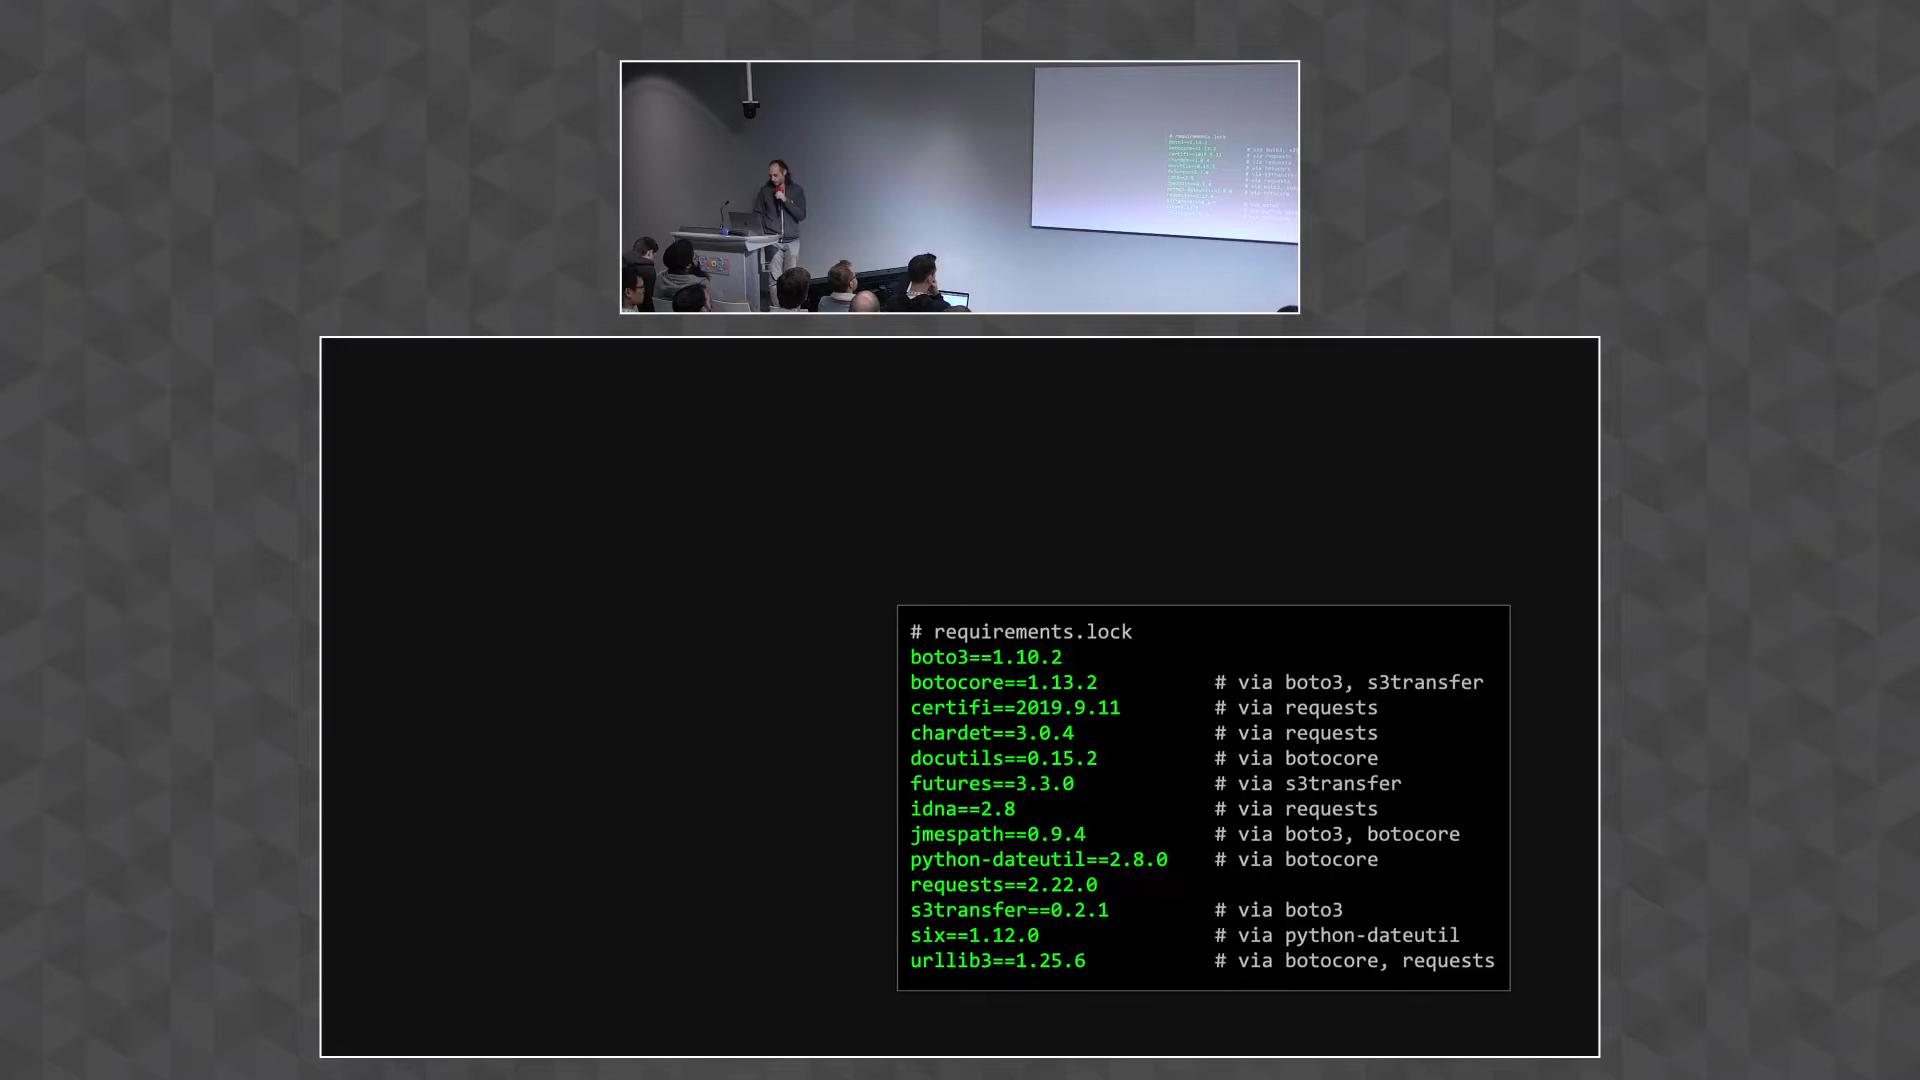 # requirements.lock
boto3==1.10.2
botocore==1.13.2 # via boto3, s3transfer
certifi==2019.9.11 # via requests
chardet==3.0.4 # via requests
docutils==0.15.2 # via botocore
futures==3.3.0 # via s3transfer
idna==2.8 # via requests
jmespath==0.9.4 # via boto3, botocore
python-dateutil==2.8.0 # via botocore
requests==2.22.0
s3transfer==0.2.1 # via boto3
six==1.12.0 # via python-dateutil
urllib3==1.25.6 # via botocore, requests